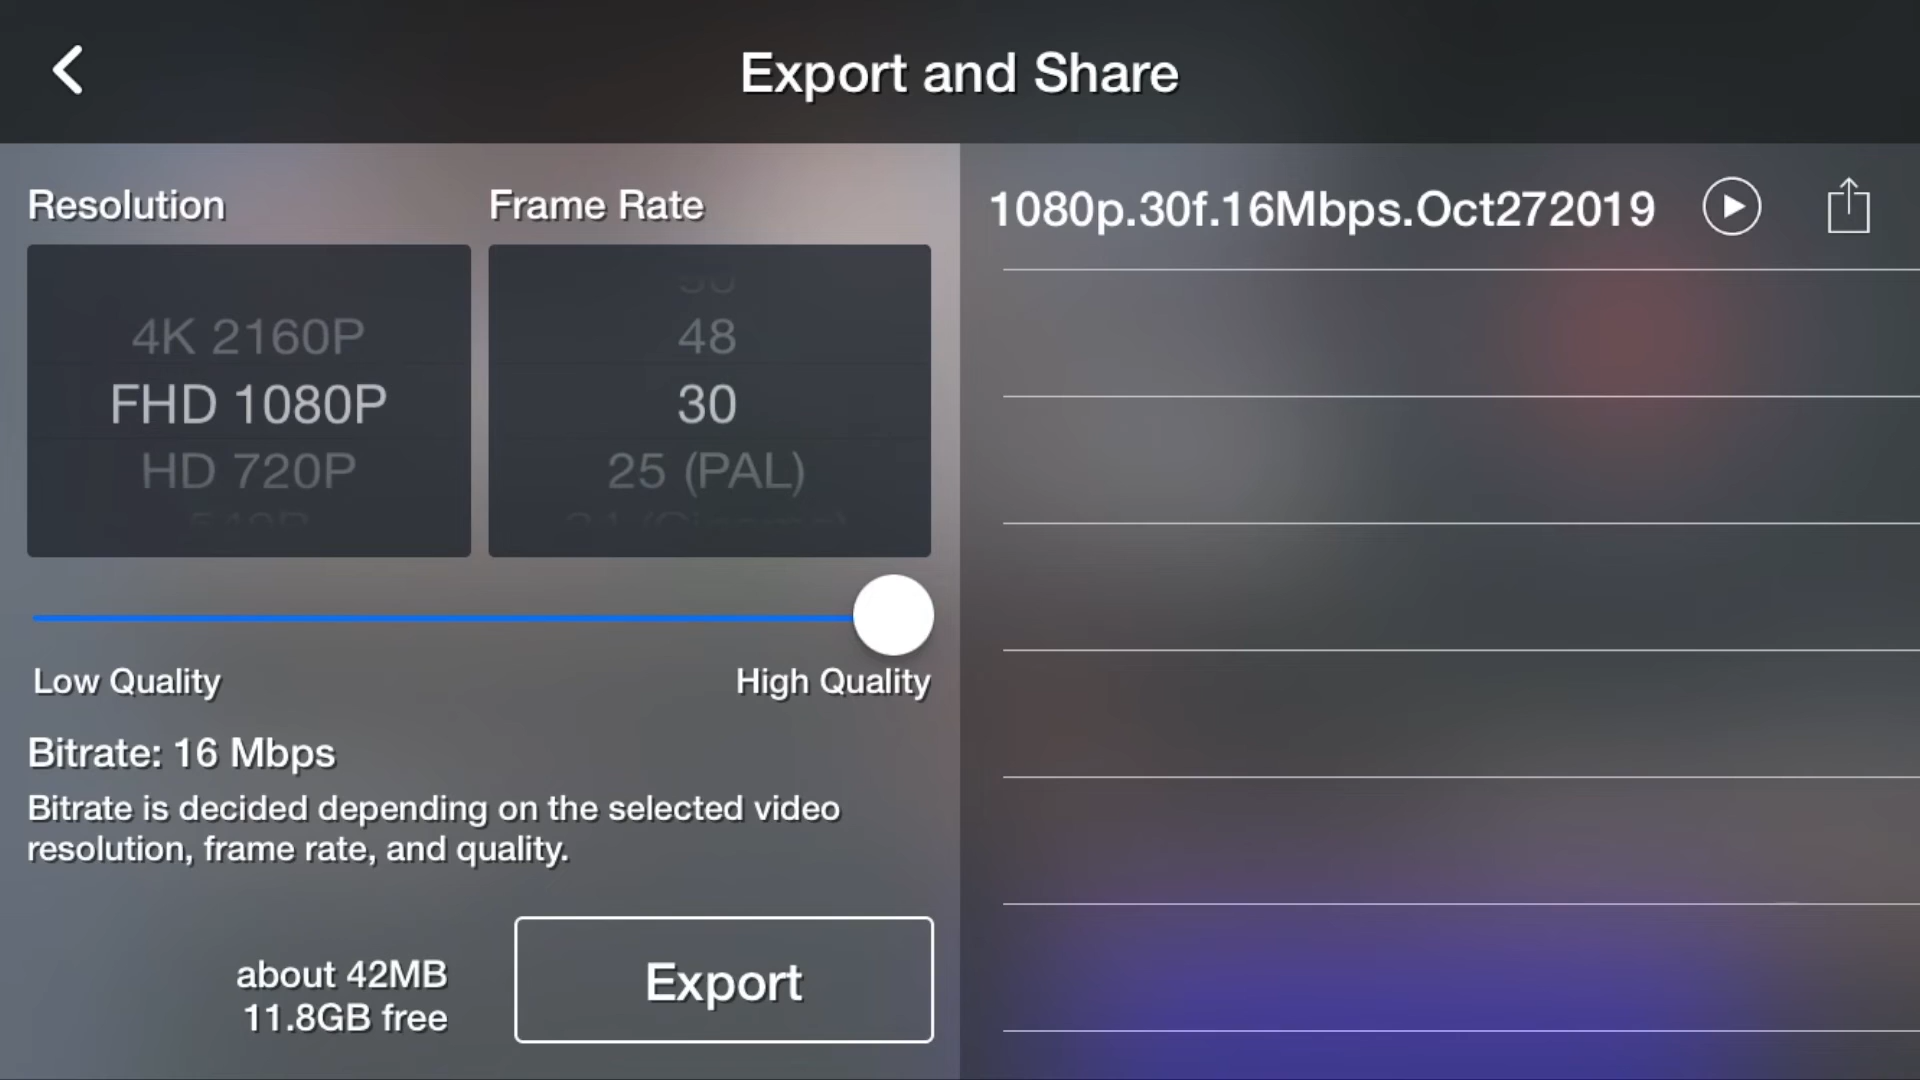 Export and Share
Resolution
Frame Rate
4K 2160P
FHD 1080P
HD 720P
48
30
25 (PAL)
Low Quality
High Quality
Bitrate: 16 Mbps
Bitrate is decided depending on the selected video
resolution, frame rate, and quality.
about 42MB
11.8GB free
Export
1080p.30f.16Mbps.Oct272019